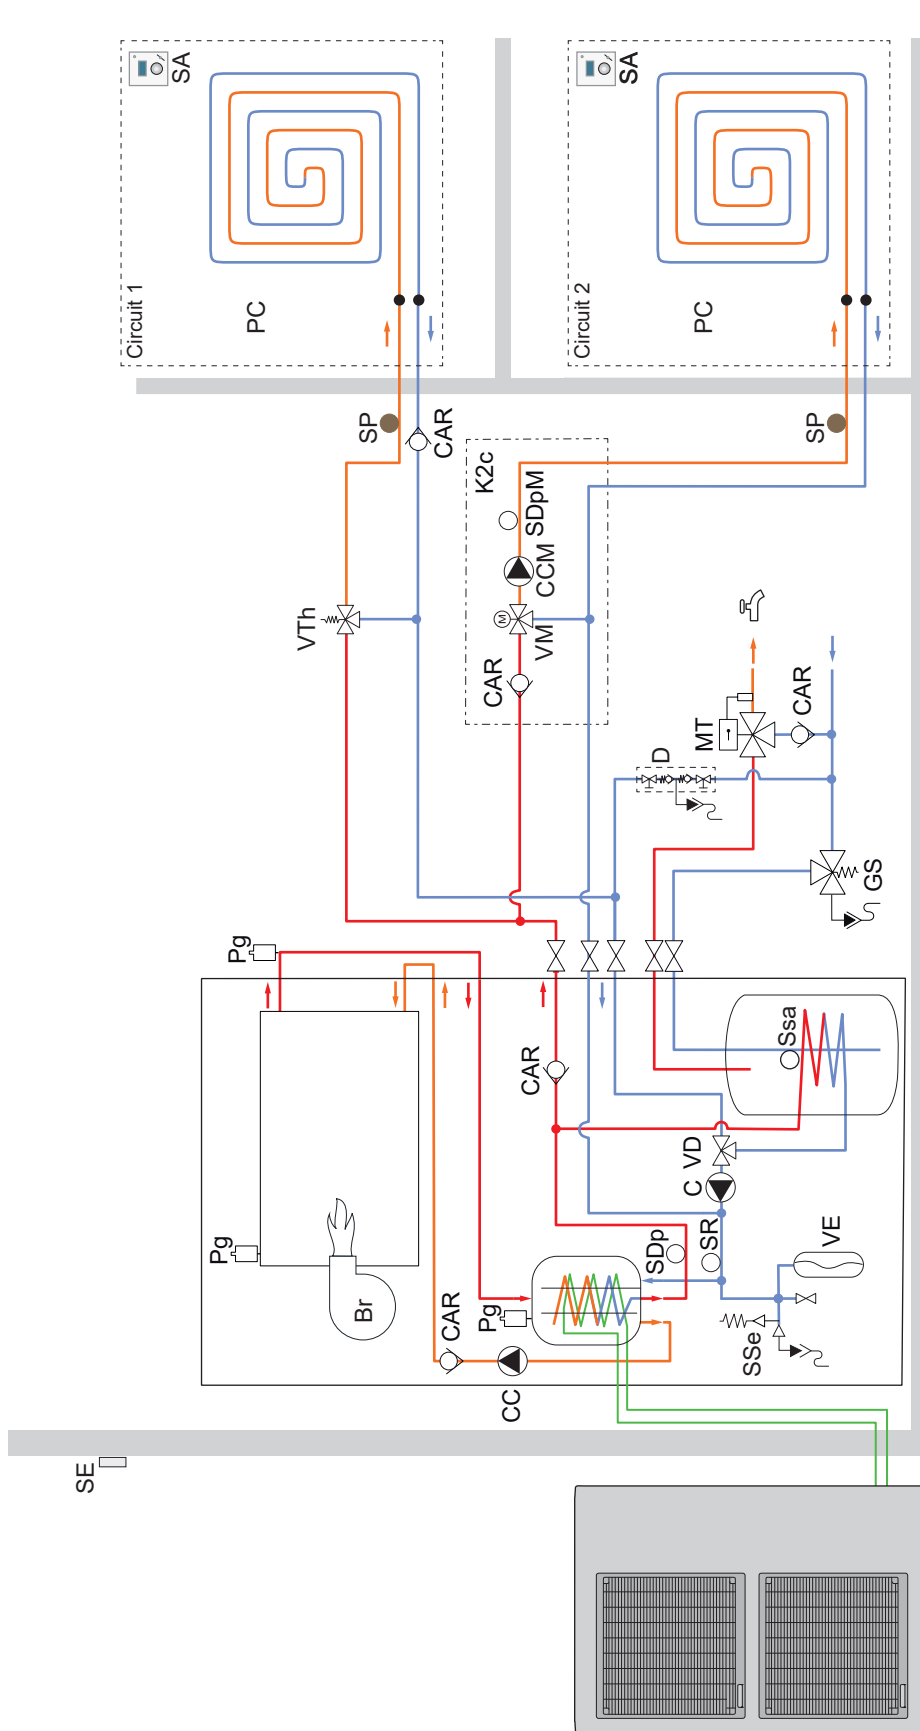 SA
Circuit 1
PC
SA
Circuit 2
PC
SP
CAR
SP
K2c
SDpM
CCM
VM
CAR
M
VTh
D
MT
CAR
GS
Pg
Pg
Br
CAR
Ssa
CAR
VD
C
SR
SDp
VE
Pg
CC
SSe
SE